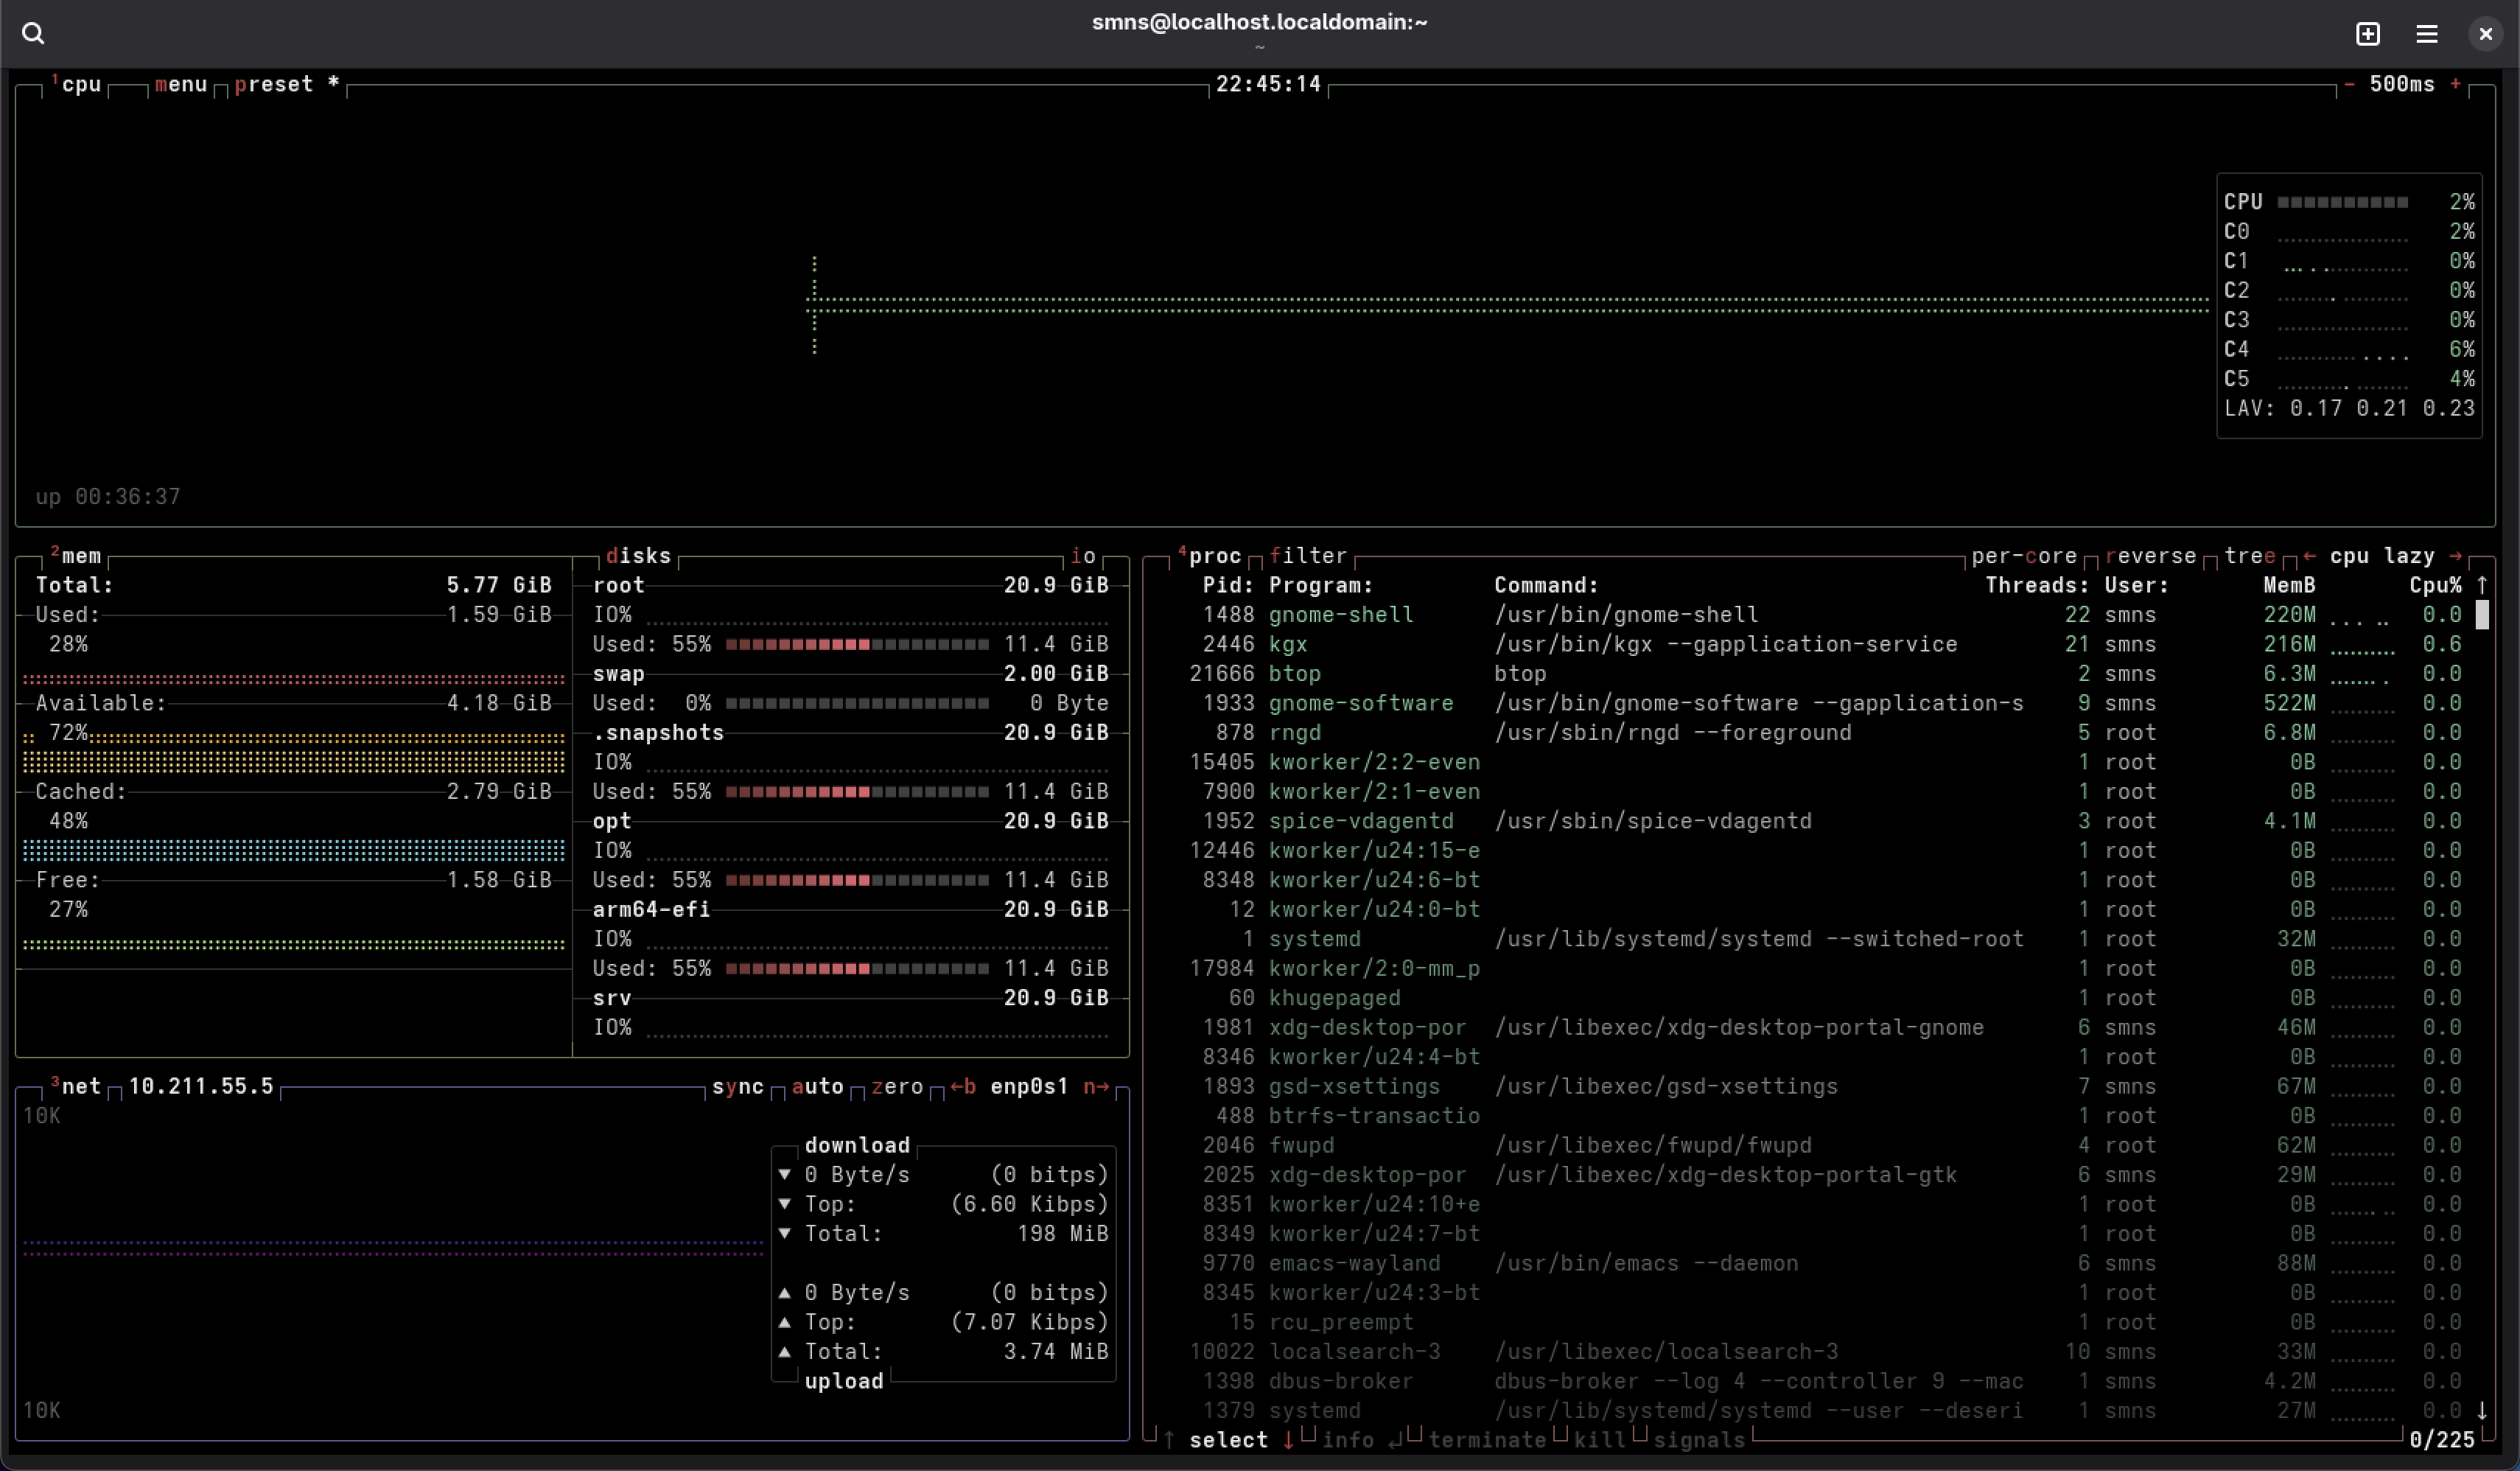 smns@localhost.localdomain:~
~
1cpu menu preset * 22:45:14 - 500ms +
CPU 2%
C0 2%
C1 0%
C2 0%
C3 0%
C4 6%
C5 4%
LAV: 0.17 0.21 0.23
up 00:36:37
2mem
Total: 5.77 GiB
Used: 1.59 GiB
28%
Available: 4.18 GiB
72%
Cached: 2.79 GiB
48%
Free: 1.58 GiB
27%
disks io
root 20.9 GiB
IO%
Used: 55% 11.4 GiB
swap 2.00 GiB
Used: 0% 0 Byte
.snapshots 20.9 GiB
IO%
Used: 55% 11.4 GiB
opt 20.9 GiB
IO%
Used: 55% 11.4 GiB
arm64-efi 20.9 GiB
IO%
Used: 55% 11.4 GiB
srv 20.9 GiB
IO%
3net 10.211.55.5 sync auto zero ←b enp0s1 n→
10K
download
▼ 0 Byte/s (0 bitps)
▼ Top: (6.60 Kibps)
▼ Total: 198 MiB
▲ 0 Byte/s (0 bitps)
▲ Top: (7.07 Kibps)
▲ Total: 3.74 MiB
upload
10K
4proc filter per-core reverse tree ← cpu lazy →
Pid: Program: Command: Threads: User: MemB Cpu% ↑
1488 gnome-shell /usr/bin/gnome-shell 22 smns 220M 0.0
2446 kgx /usr/bin/kgx --gapplication-service 21 smns 216M 0.6
21666 btop btop 2 smns 6.3M 0.0
1933 gnome-software /usr/bin/gnome-software --gapplication-s 9 smns 522M 0.0
878 rngd /usr/sbin/rngd --foreground 5 root 6.8M 0.0
15405 kworker/2:2-even 1 root 0B 0.0
7900 kworker/2:1-even 1 root 0B 0.0
1952 spice-vdagentd /usr/sbin/spice-vdagentd 3 root 4.1M 0.0
12446 kworker/u24:15-e 1 root 0B 0.0
8348 kworker/u24:6-bt 1 root 0B 0.0
12 kworker/u24:0-bt 1 root 0B 0.0
1 systemd /usr/lib/systemd/systemd --switched-root 1 root 32M 0.0
17984 kworker/2:0-mm_p 1 root 0B 0.0
60 khugepaged 1 root 0B 0.0
1981 xdg-desktop-por /usr/libexec/xdg-desktop-portal-gnome 6 smns 46M 0.0
8346 kworker/u24:4-bt 1 root 0B 0.0
1893 gsd-xsettings /usr/libexec/gsd-xsettings 7 smns 67M 0.0
488 btrfs-transactio 1 root 0B 0.0
2046 fwupd /usr/libexec/fwupd/fwupd 4 root 62M 0.0
2025 xdg-desktop-por /usr/libexec/xdg-desktop-portal-gtk 6 smns 29M 0.0
8351 kworker/u24:10+e 1 root 0B 0.0
8349 kworker/u24:7-bt 1 root 0B 0.0
9770 emacs-wayland /usr/bin/emacs --daemon 6 smns 88M 0.0
8345 kworker/u24:3-bt 1 root 0B 0.0
15 rcu_preempt 1 root 0B 0.0
10022 localsearch-3 /usr/libexec/localsearch-3 10 smns 33M 0.0
1398 dbus-broker dbus-broker --log 4 --controller 9 --mac 1 smns 4.2M 0.0
1379 systemd /usr/lib/systemd/systemd --user --deseri 1 smns 27M 0.0 ↓
↑ select ↓ info ↵ terminate kill signals 0/225